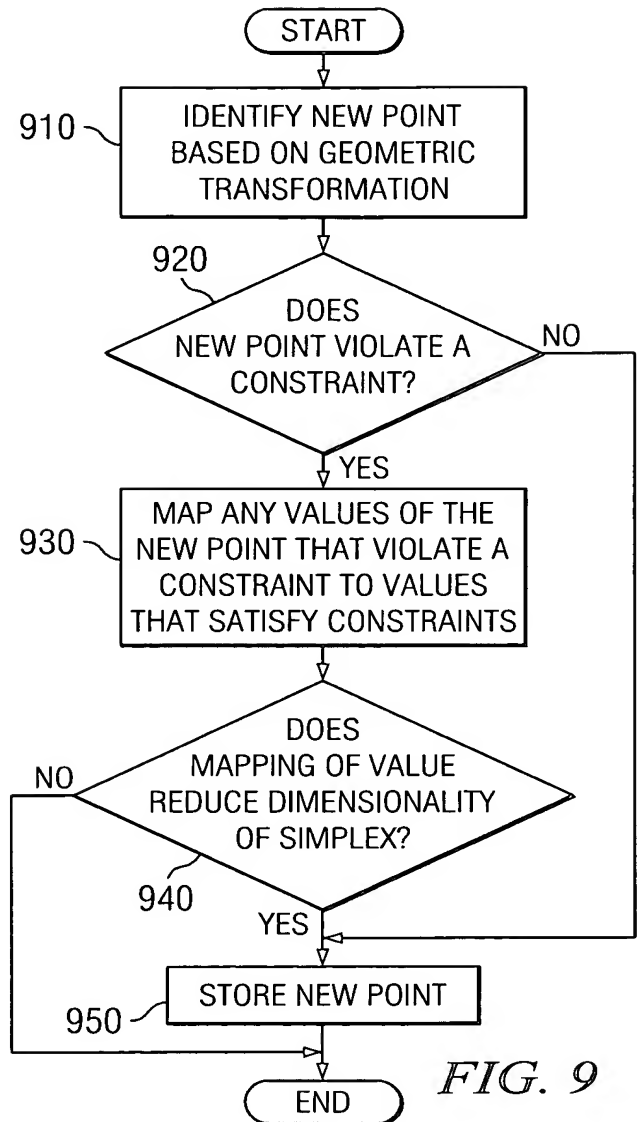 START
910
IDENTIFY NEW POINT
BASED ON GEOMETRIC
TRANSFORMATION
920
DOES
NEW POINT VIOLATE A
CONSTRAINT?
NO
YES
930
MAP ANY VALUES OF THE
NEW POINT THAT VIOLATE A
CONSTRAINT TO VALUES
THAT SATISFY CONSTRAINTS
DOES
MAPPING OF VALUE
REDUCE DIMENSIONALITY
OF SIMPLEX?
NO
940
YES
STORE NEW POINT
950
END
FIG. 9